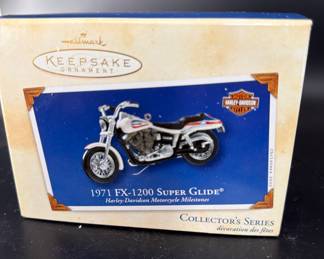 Hallmark
KEEPSAKE
ORNAMENT
HARLEY-DAVIDSON
1971 FX-1200 SUPER GLIDE®
Harley-Davidson Motorcycle Milestones
COLLECTOR'S SERIES
décoration des fêtes